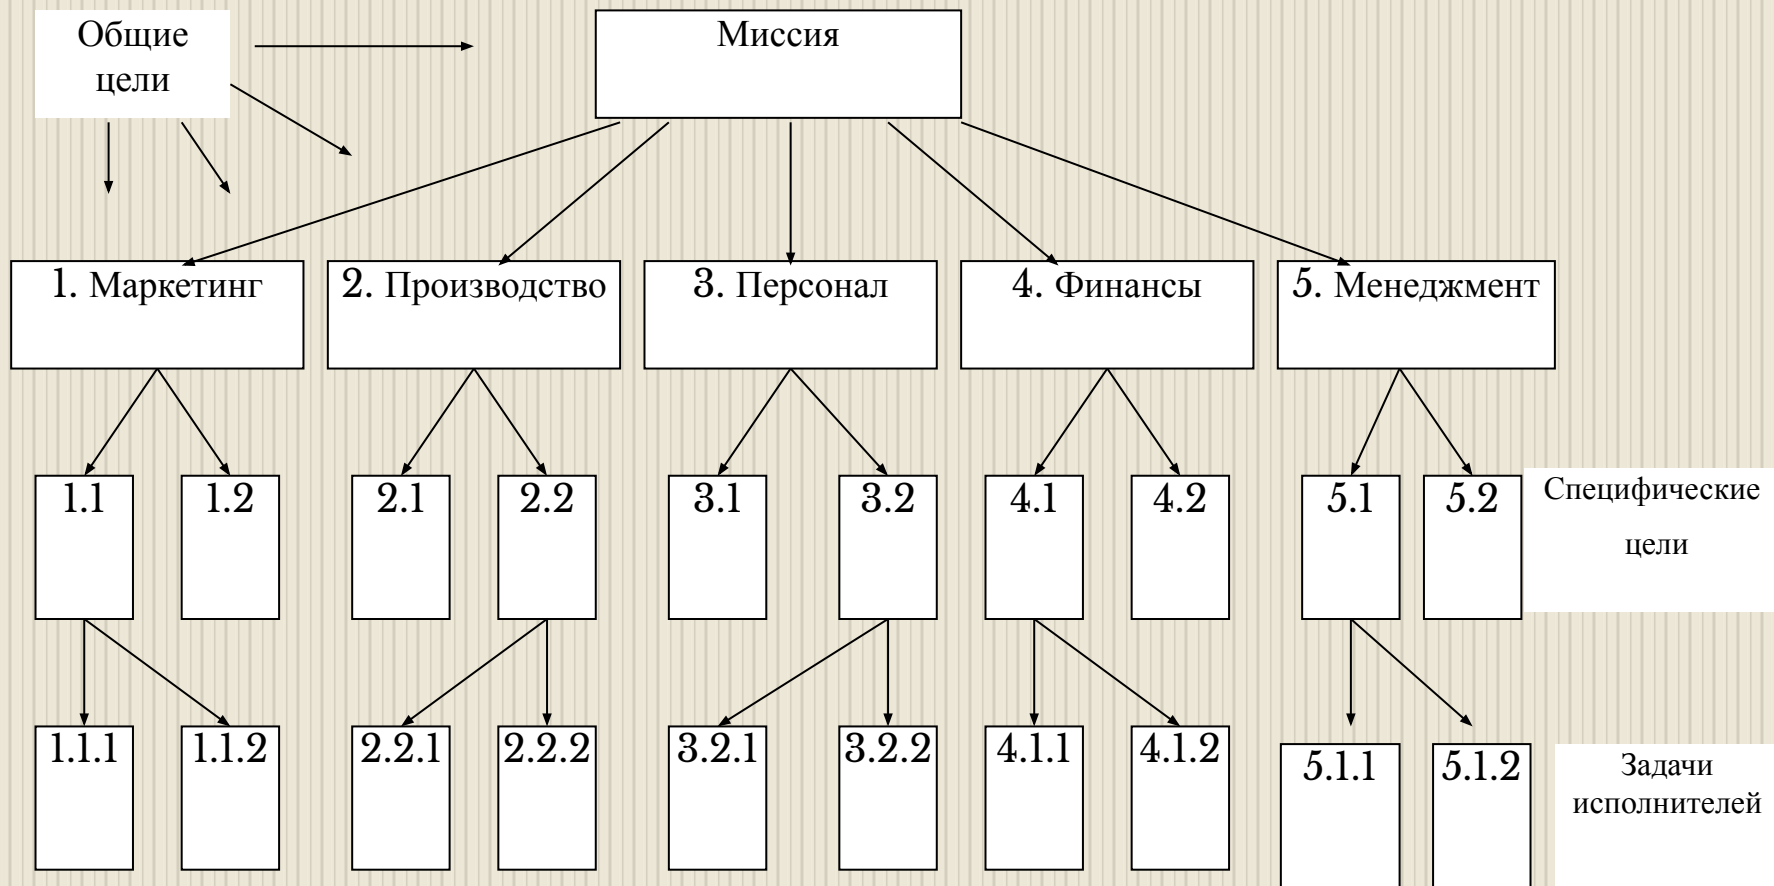 Общие
цели
Миссия
1. Маркетинг
2. Производство
3. Персонал
4. Финансы
5. Менеджмент
1.1
1.2
2.1
2.2
3.1
3.2
4.1
4.2
5.1
5.2
Специфические
цели
1.1.1
1.1.2
2.2.1
2.2.2
3.2.1
3.2.2
4.1.1
4.1.2
5.1.1
5.1.2
Задачи
исполнителей